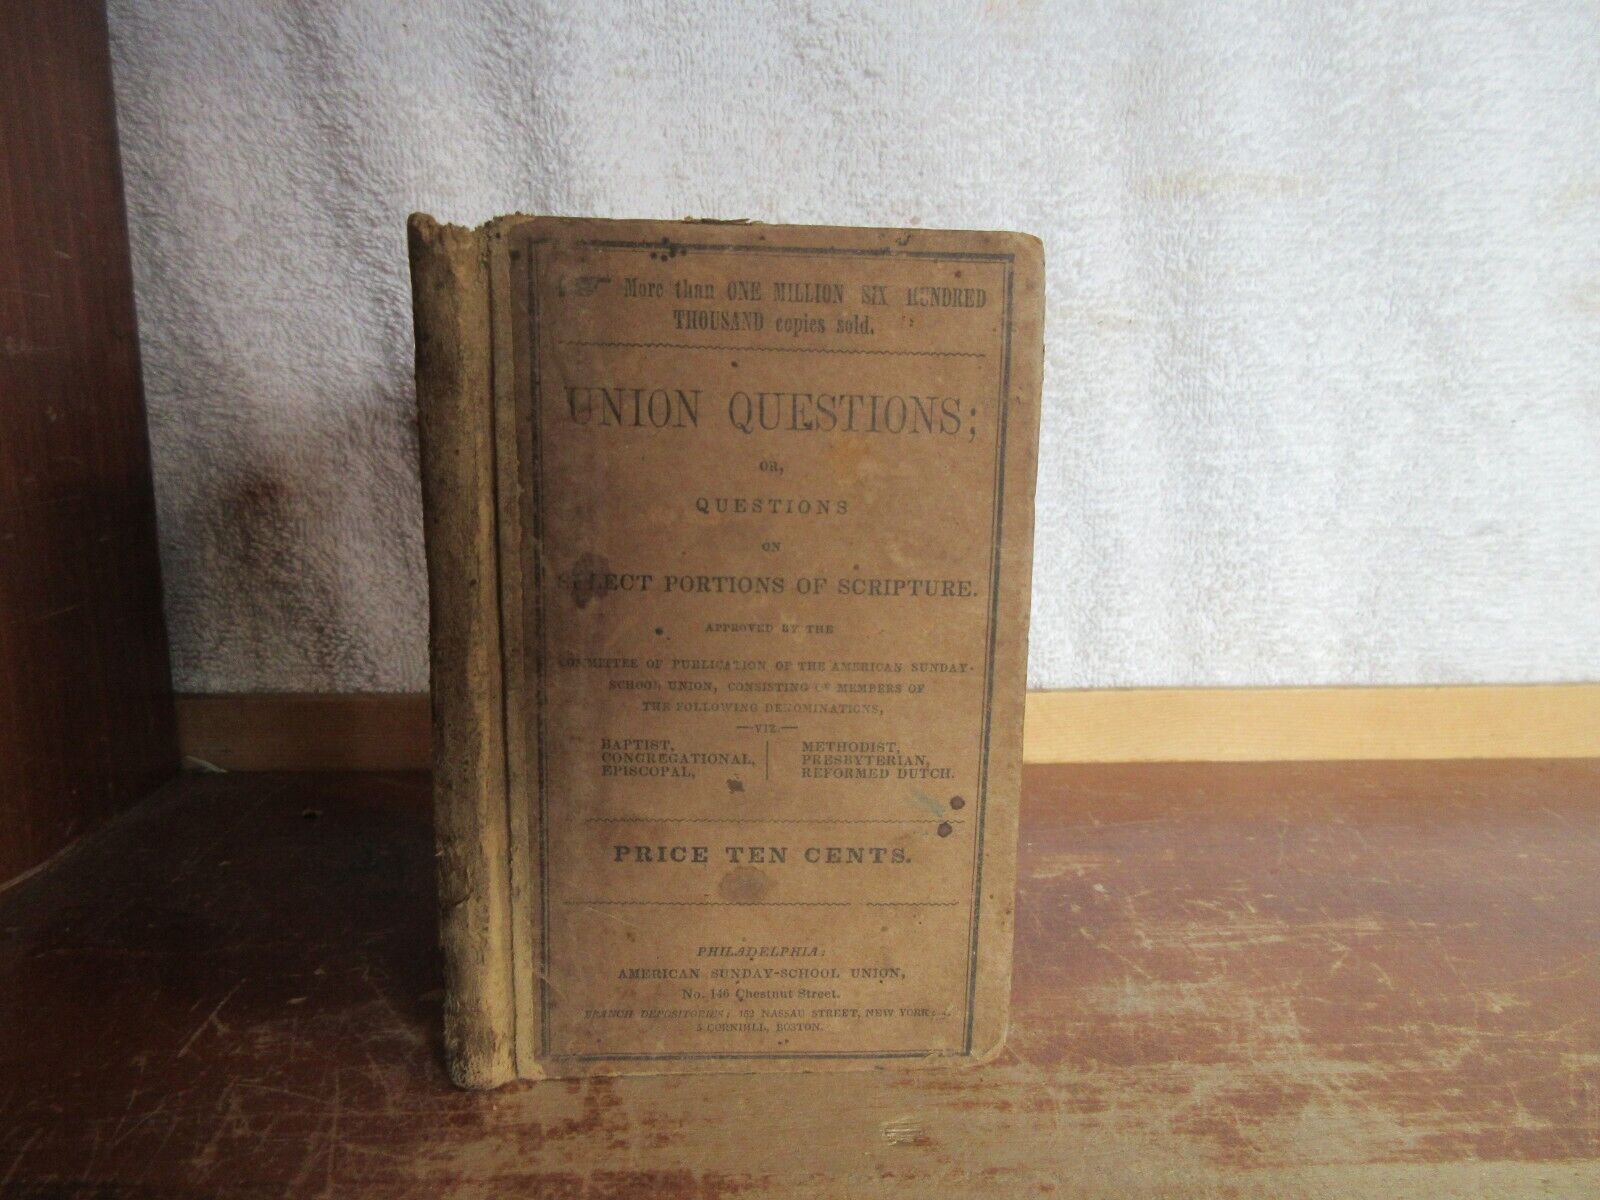 More than ONE MILLION SIX HUNDRED
THOUSAND copies sold.
UNION QUESTIONS;
OR,
QUESTIONS
ON
SELECT PORTIONS OF SCRIPTURE.
APPROVED BY THE
COMMITTEE OF PUBLICATION OF THE AMERICAN SUNDAY-
SCHOOL UNION, CONSISTING OF MEMBERS OF
THE FOLLOWING DENOMINATIONS,
—VIZ.—
BAPTIST,
CONGREGATIONAL,
EPISCOPAL,
METHODIST,
PRESBYTERIAN,
REFORMED DUTCH.
PRICE TEN CENTS.
PHILADELPHIA:
AMERICAN SUNDAY-SCHOOL UNION,
No. 146 Chestnut Street.
BRANCH DEPOSITORIES: 152 NASSAU STREET, NEW YORK:
5 CORNHILL, BOSTON.